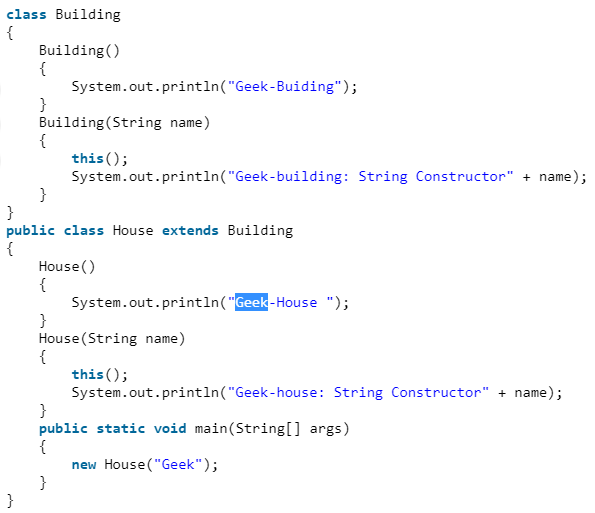 class Building
{
    Building()
    {
        System.out.println("Geek-Buiding");
    }
    Building(String name)
    {
        this();
        System.out.println("Geek-building: String Constructor" + name);
    }
}
public class House extends Building
{
    House()
    {
        System.out.println("Geek-House ");
    }
    House(String name)
    {
        this();
        System.out.println("Geek-house: String Constructor" + name);
    }
    public static void main(String[] args)
    {
        new House("Geek");
    }
}